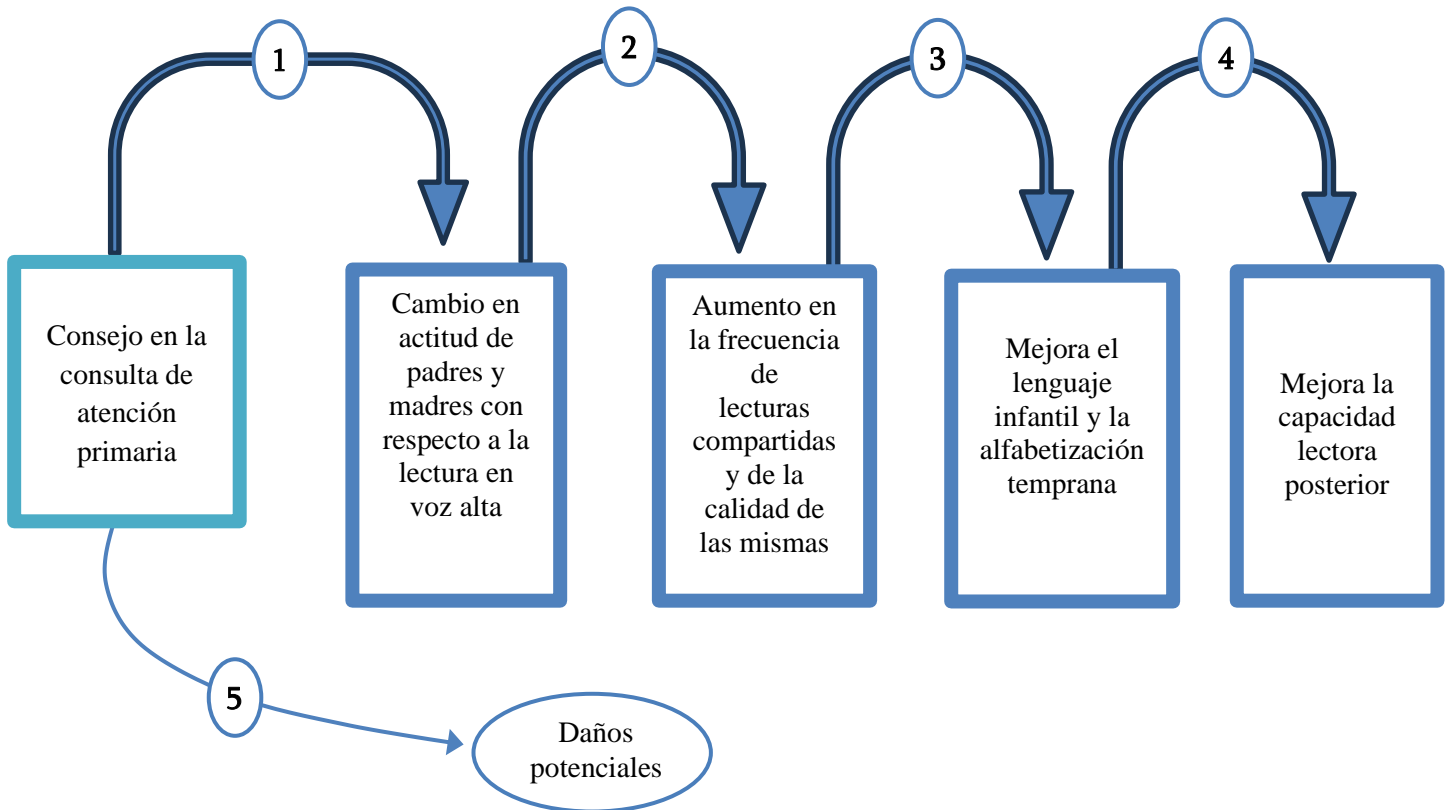 1
2
3
4
Consejo en la
consulta de
atención
primaria
Cambio en
actitud de
padres y
madres con
respecto a la
lectura en
voz alta
Aumento en
la frecuencia
de
lecturas
compartidas
y de la
calidad de
las mismas
Mejora el
lenguaje
infantil y la
alfabetización
temprana
Mejora la
capacidad
lectora
posterior
5
Daños
potenciales